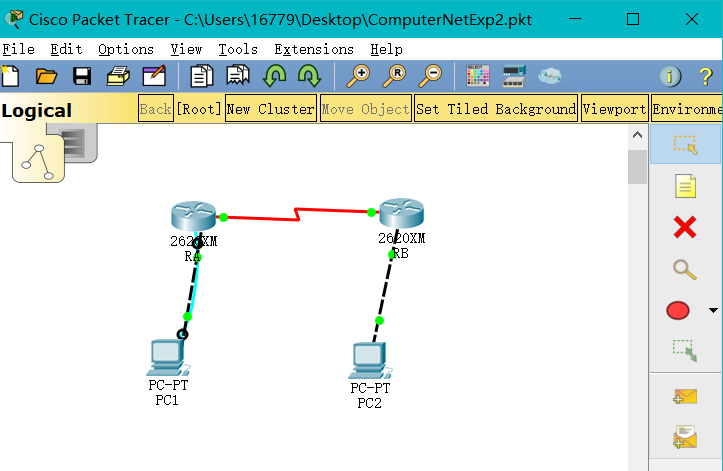 Cisco Packet Tracer - C:\Users\16779\Desktop\ComputerNetExp2.pkt
File Edit Options View Tools Extensions Help
Logical Back [Root] New Cluster Move Object Set Tiled Background Viewport Environme
2620XM
RA
2620XM
RB
PC-PT
PC1
PC-PT
PC2